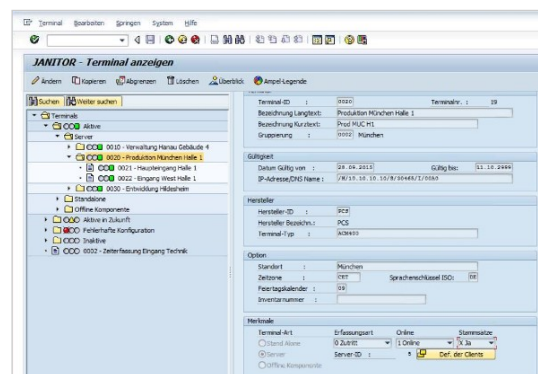 Terminal Bearbeiten Springen System Hilfe
JANITOR - Terminal anzeigen
Ändern Kopieren Abgrenzen Löschen Überblick Ampel-Legende
Suchen Weiter suchen
Terminals
Aktive
Server
0010 - Verwaltung Hanau Gebäude 4
0020 - Produktion München Halle 1
0021 - Haupteingang Halle 1
0022 - Eingang West Halle 1
0030 - Entwicklung Hildesheim
Standalone
Offline Komponente
Aktive in Zukunft
Fehlerhafte Konfiguration
Inaktive
0002 - Zeiterfassung Eingang Technik
Terminal-ID : 0020 Terminalnr. : 19
Bezeichnung Langtext: Produktion München Halle 1
Bezeichnung Kurztext: Prod MUC H1
Gruppierung : 0002 München
Gültigkeit
Datum Gültig von : 28.09.2010 Gültig bis: 11.10.2999
IP-Adresse/DNS Name :
Hersteller
Hersteller-ID : PCS
Hersteller Bezeichn.: PCS
Terminal-Typ :
Option
Standort : München
Zeitzone : CET Sprachenschlüssel ISO: DE
Feiertagskalender : 09
Inventarnummer :
Merkmale
Terminal-Art Erfassungsart Online Stammsätze
Stand Alone 0 Zutritt 1 Online X Ja
Server Server-ID : 5 Def. der Clients
Offline Komponente